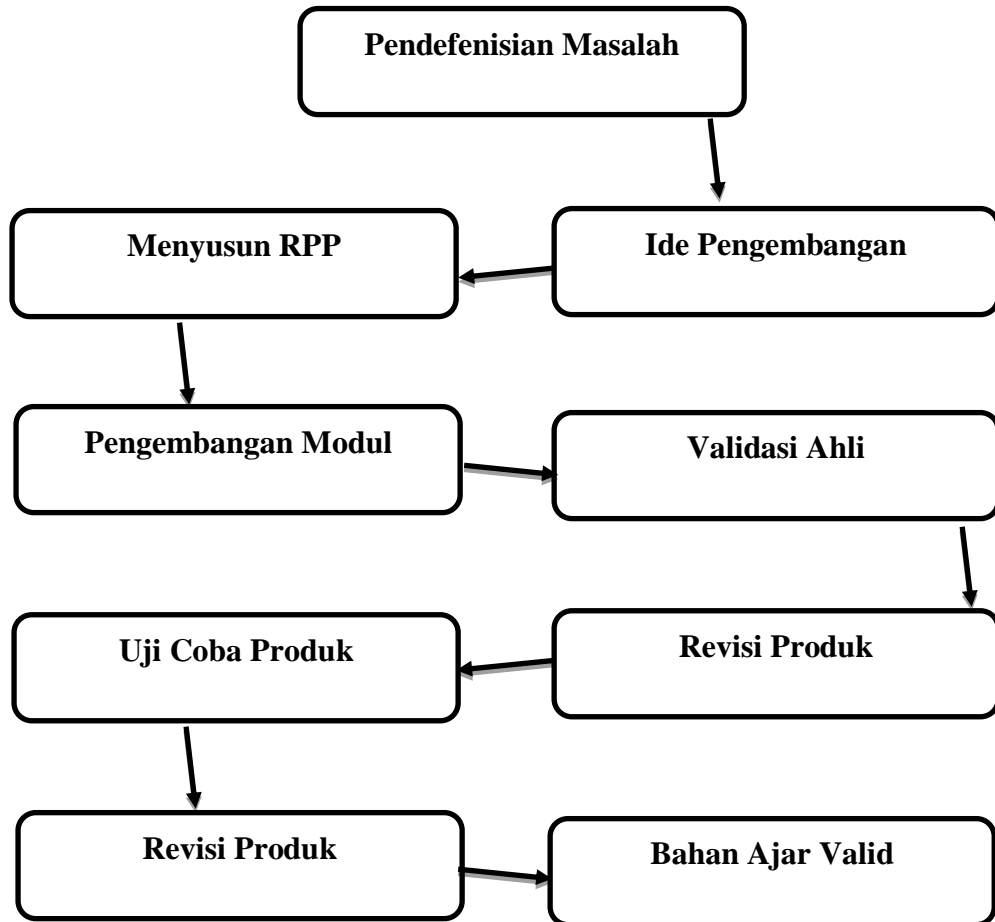 Pendefenisian Masalah
Ide Pengembangan
Menyusun RPP
Pengembangan Modul
Validasi Ahli
Revisi Produk
Uji Coba Produk
Revisi Produk
Bahan Ajar Valid